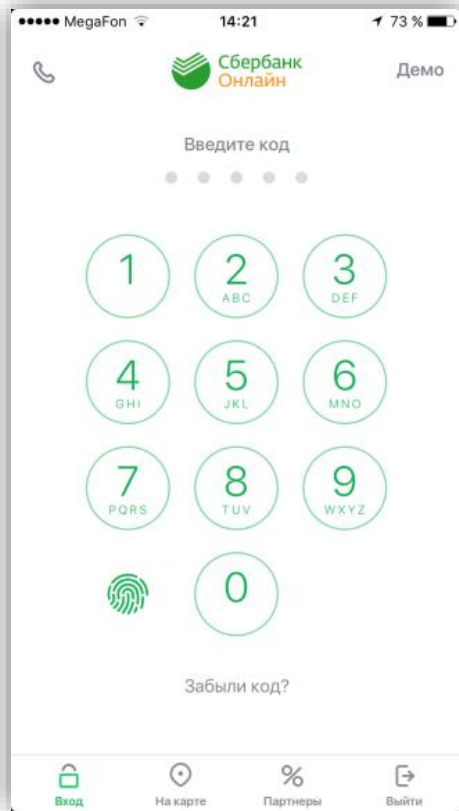 MegaFon 14:21 73 %
Сбербанк
Онлайн
Демо
Введите код
1 2 3
ABC DEF
4 5 6
GHI JKL MNO
7 8 9
PQRS TUV WXYZ
0
Забыли код?
Вход На карте Партнеры Выйти